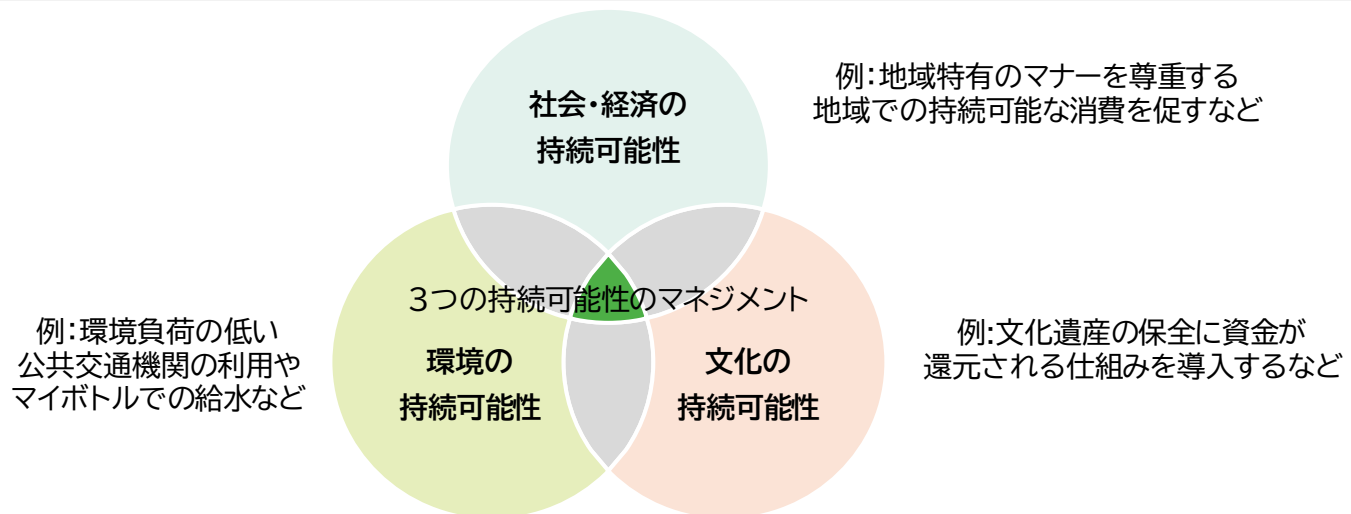 社会・経済の
持続可能性
例：地域特有のマナーを尊重する
地域での持続可能な消費を促すなど
3つの持続可能性のマネジメント
例：環境負荷の低い
公共交通機関の利用や
マイボトルでの給水など
環境の
持続可能性
文化の
持続可能性
例:文化遺産の保全に資金が
還元される仕組みを導入するなど